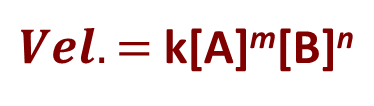 Vel. = k[A]ᵐ[B]ⁿ